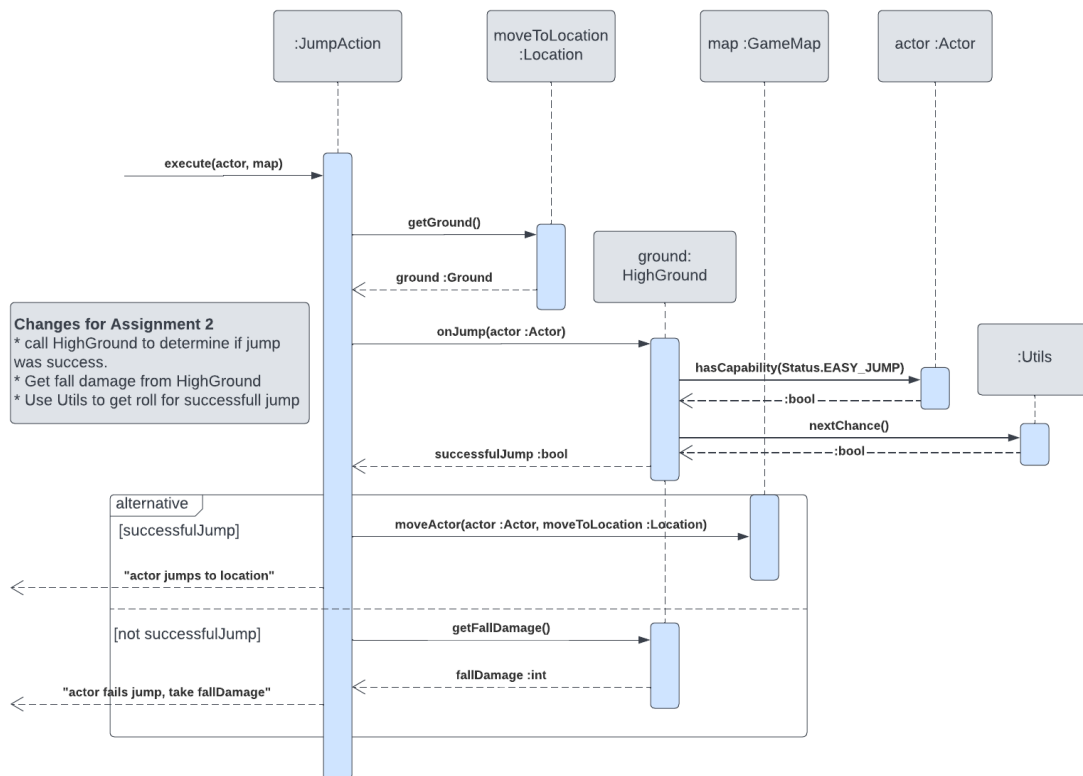 :JumpAction
moveToLocation
:Location
map :GameMap
actor :Actor
execute(actor, map)
getGround()
ground:
HighGround
ground :Ground
Changes for Assignment 2
* call HighGround to determine if jump
was success.
* Get fall damage from HighGround
* Use Utils to get roll for successfull jump
onJump(actor :Actor)
:Utils
hasCapability(Status.EASY_JUMP)
:bool
nextChance()
:bool
successfulJump :bool
alternative
[successfulJump]
moveActor(actor :Actor, moveToLocation :Location)
"actor jumps to location"
[not successfulJump]
getFallDamage()
fallDamage :int
"actor fails jump, take fallDamage"